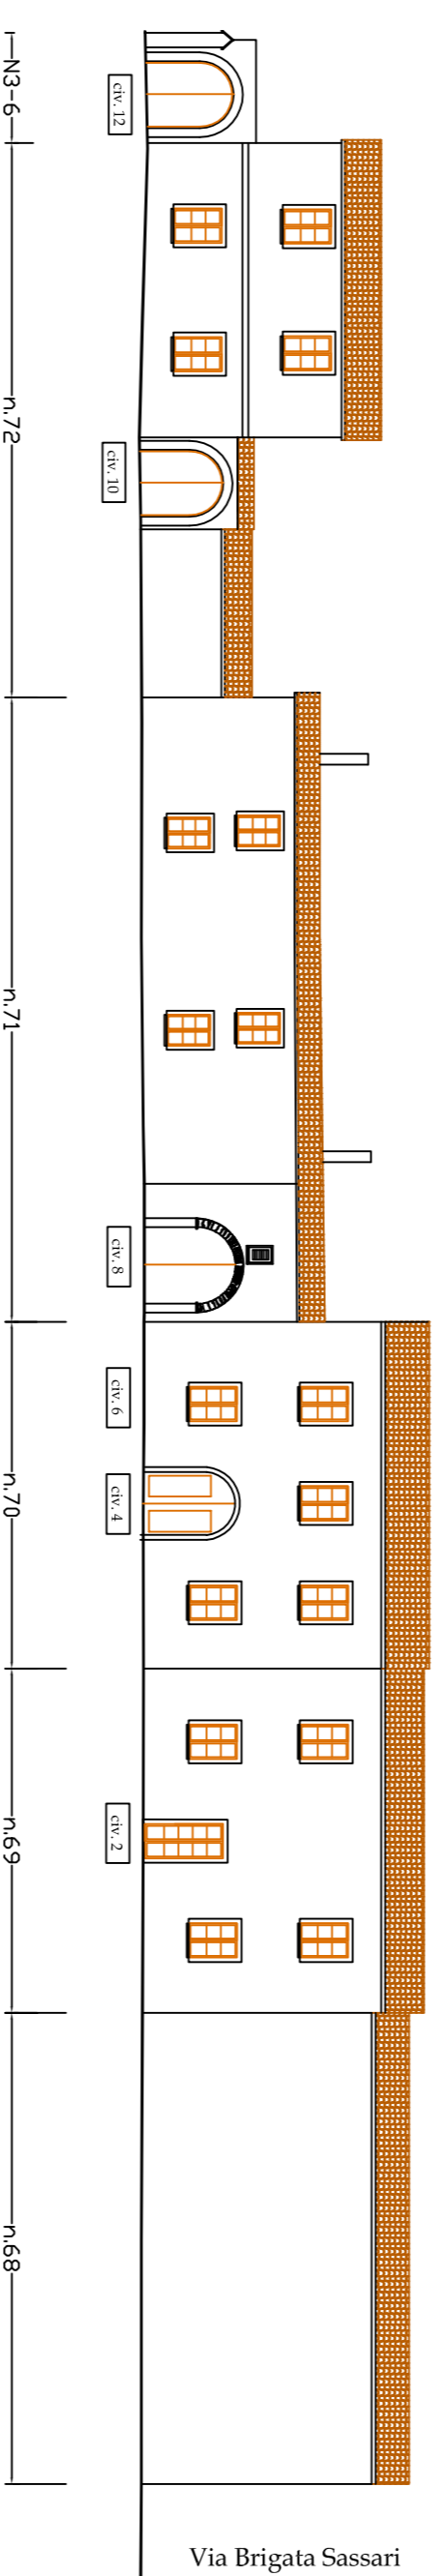 N3-6
n.72
n.71
n.70
n.69
n.68
civ. 12
civ. 10
civ. 8
civ. 6
civ. 4
civ. 2
Via Brigata Sassari